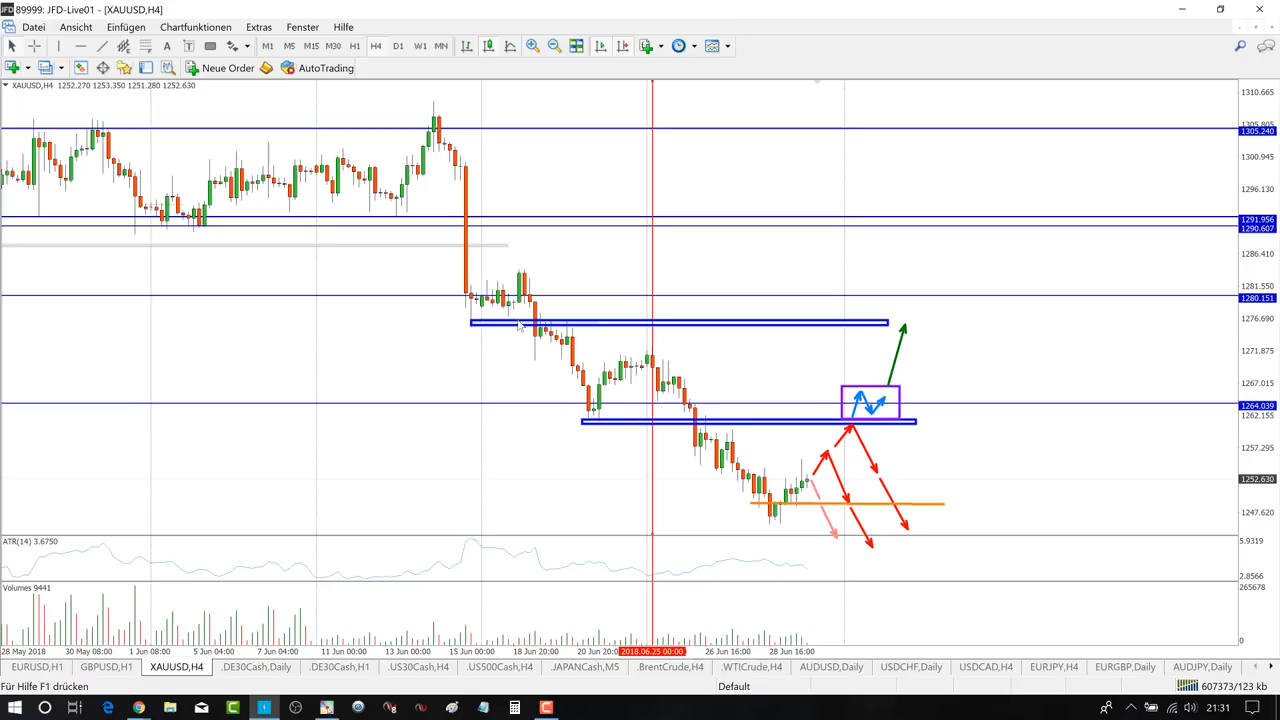 89999: JFD-Live01 - [XAUUSD,H4]
Datei Ansicht Einfügen Chartfunktionen Extras Fenster Hilfe
A T M1 M5 M15 M30 H1 H4 D1 W1 MN
New Order AutoTrading
XAUUSD,H4 1252.270 1253.350 1251.280 1252.630
1310.665
1305.805
1305.240
1300.945
1296.130
1291.956
1290.607
1286.410
1281.550
1280.151
1276.690
1271.875
1267.015
1264.039
1262.155
1257.295
1252.630
1247.620
ATR(14) 3.6750
5.9319
2.8566
Volumes 9441
265678
0
28 May 2018 30 May 08:00 1 Jun 08:00 5 Jun 04:00 7 Jun 04:00 11 Jun 00:00 13 Jun 00:00 15 Jun 00:00 18 Jun 20:00 20 Jun 20:0 2018.06.25 00:00 26 Jun 16:00 28 Jun 16:00
EURUSD,H1 GBPUSD,H1 XAUUSD,H4 .DE30Cash,Daily .DE30Cash,H1 .US30Cash,H4 .US500Cash,H4 .JAPANCash,M5 .BrentCrude,H4 .WTICrude,H4 AUDUSD,Daily USDCHF,Daily USDCAD,H4 EURJPY,H4 EURGBP,Daily AUDJPY,Daily
Für Hilfe F1 drücken Default 607373/123 kb
21:31